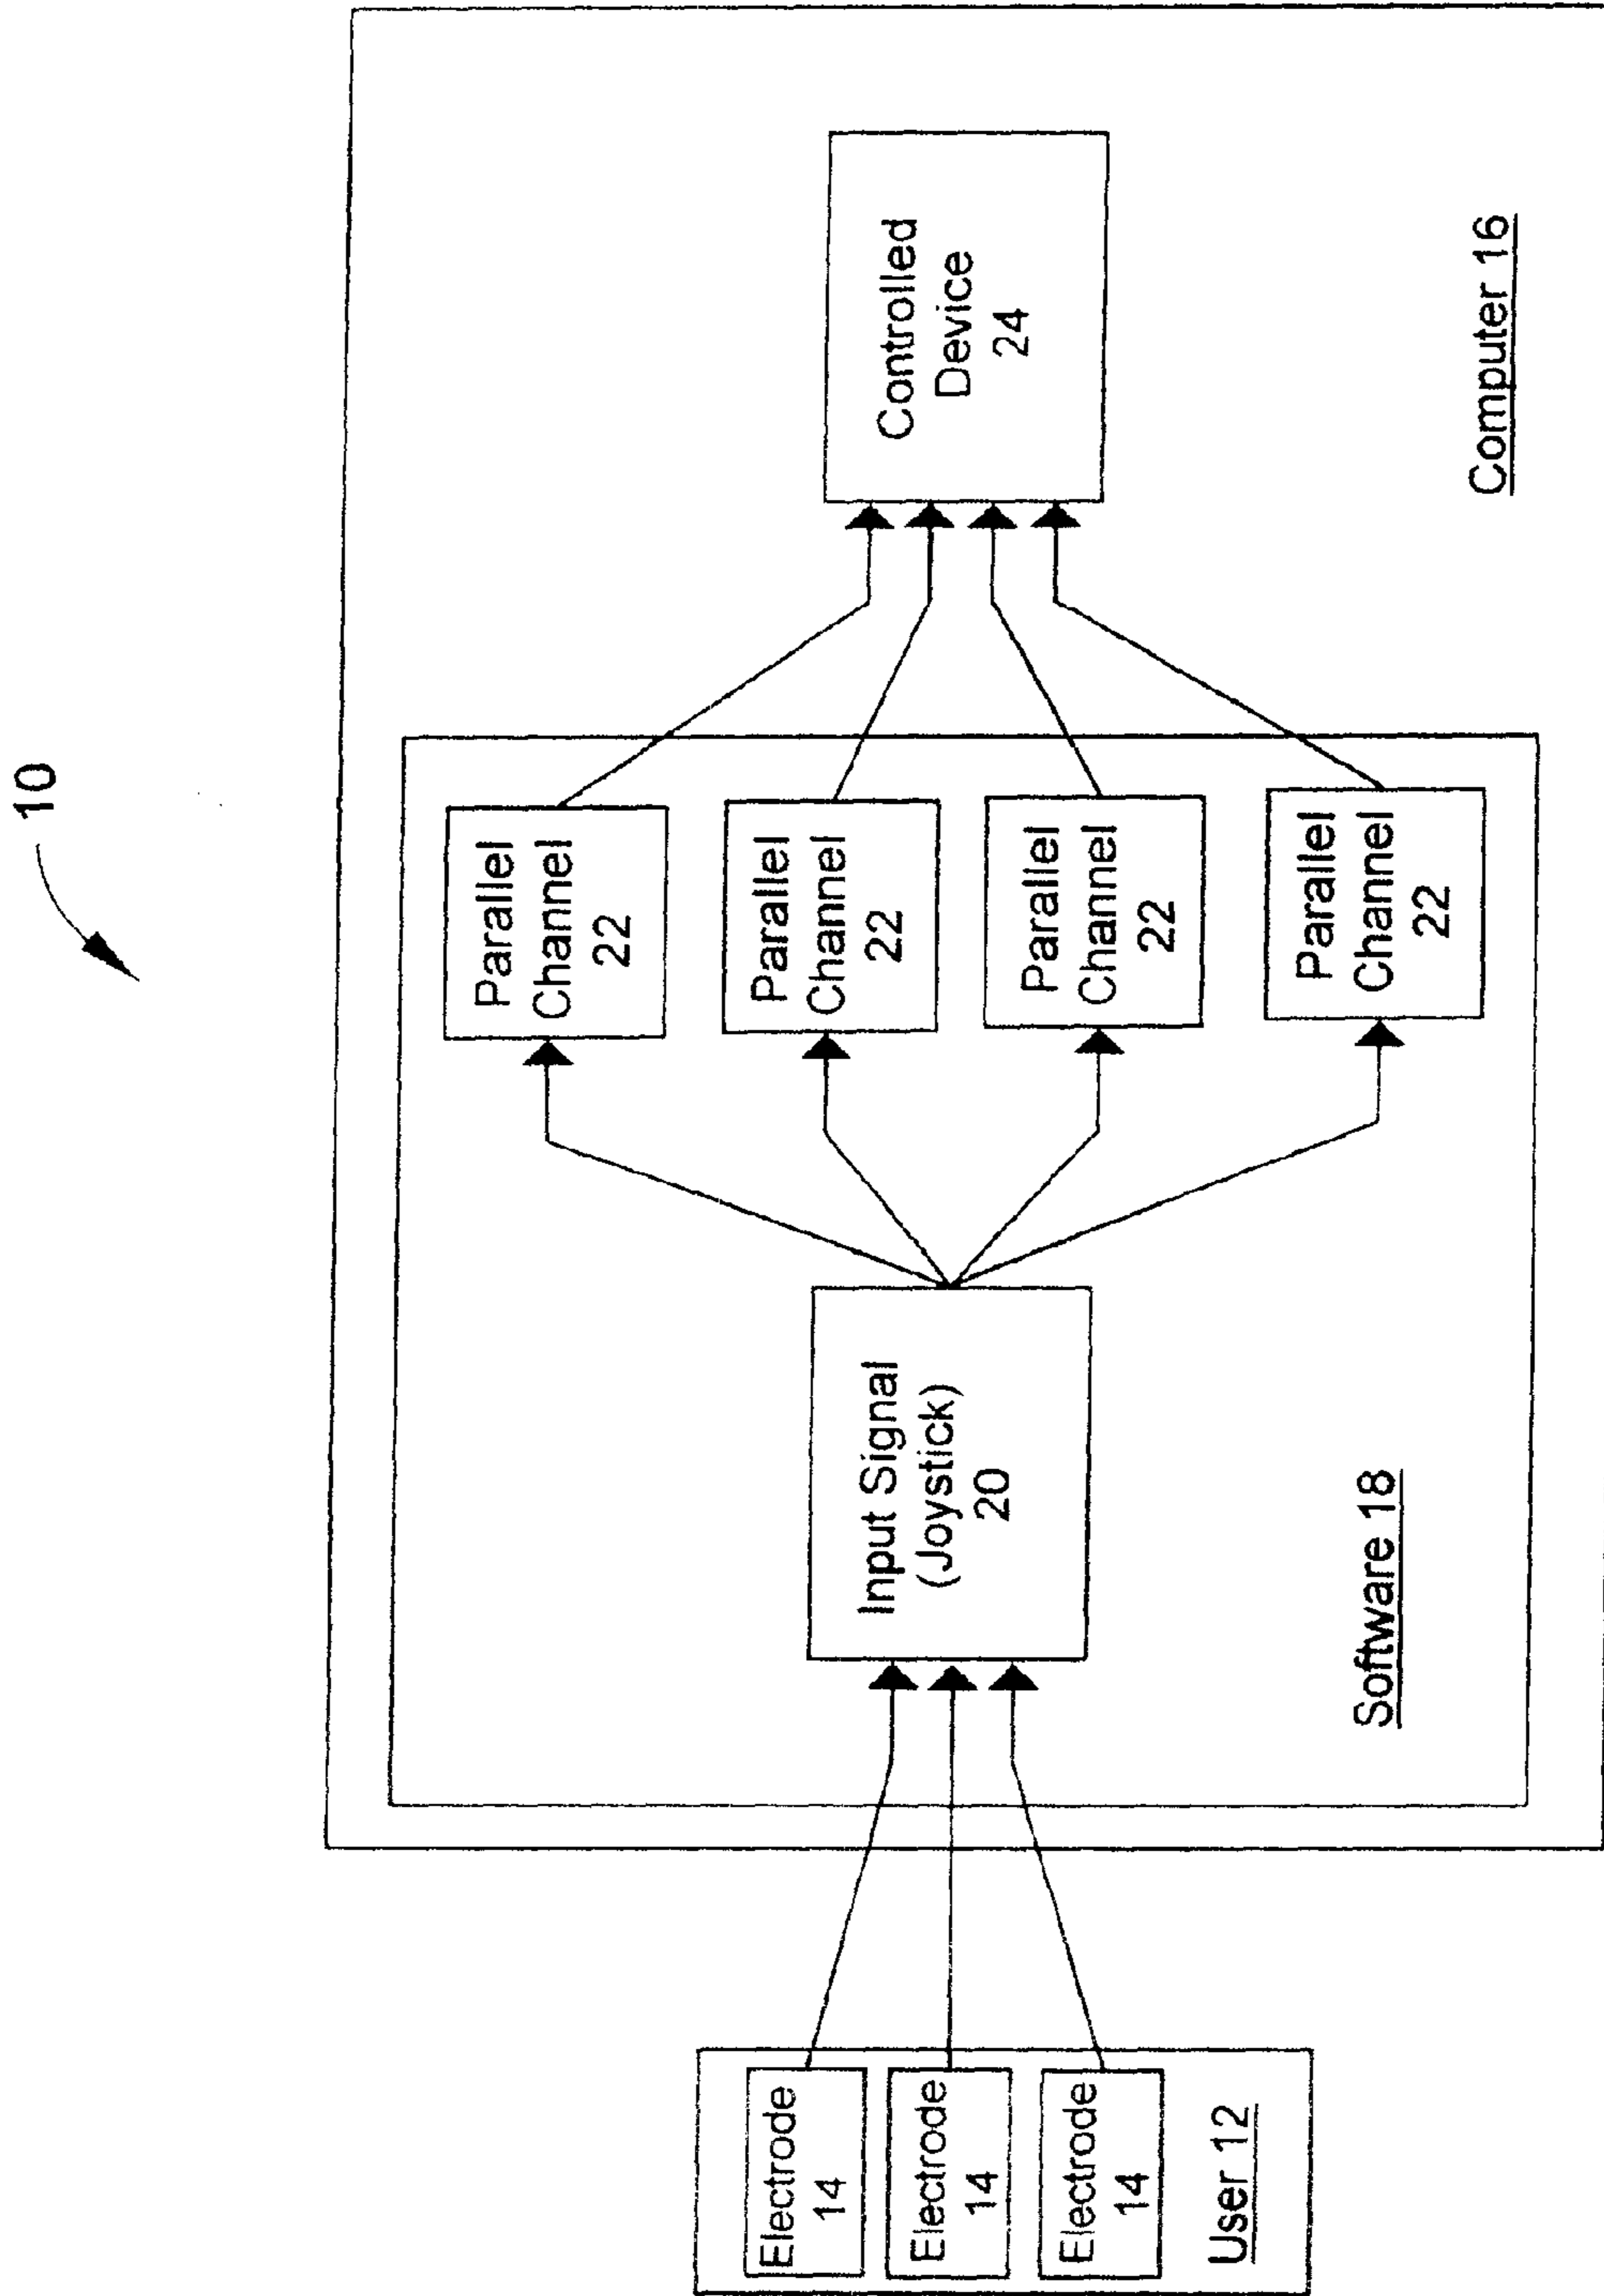 10
Electrode
14
Electrode
14
Electrode
14
User 12
Input Signal
(Joystick)
20
Software 18
Parallel
Channel
22
Parallel
Channel
22
Parallel
Channel
22
Parallel
Channel
22
Controlled
Device
24
Computer 16